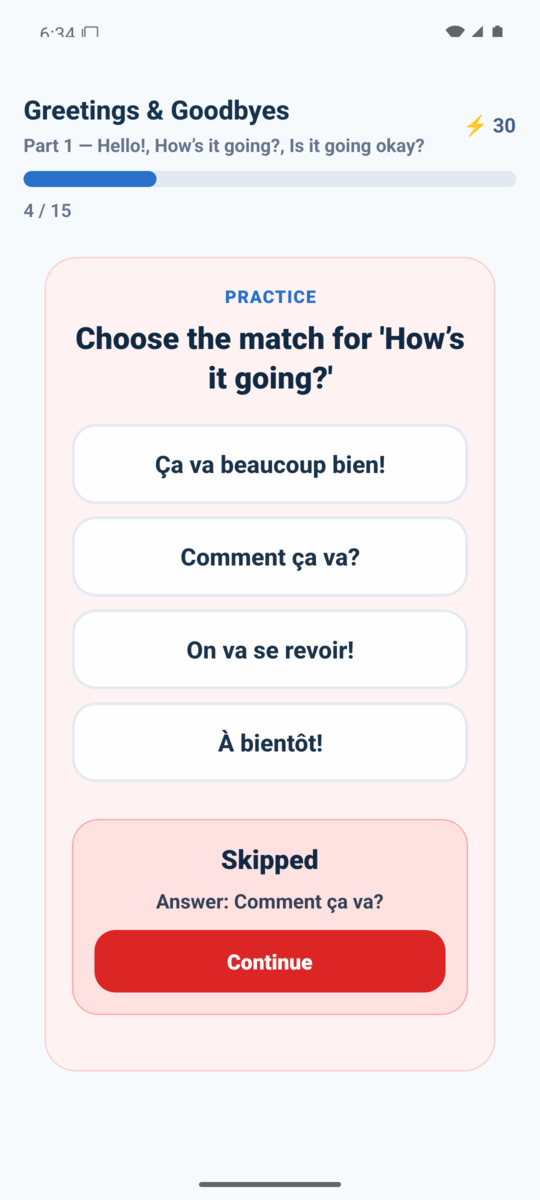 6:34
Greetings & Goodbyes
⚡ 30
Part 1 — Hello!, How’s it going?, Is it going okay?
4 / 15
PRACTICE
Choose the match for 'How’s
it going?'
Ça va beaucoup bien!
Comment ça va?
On va se revoir!
À bientôt!
Skipped
Answer: Comment ça va?
Continue